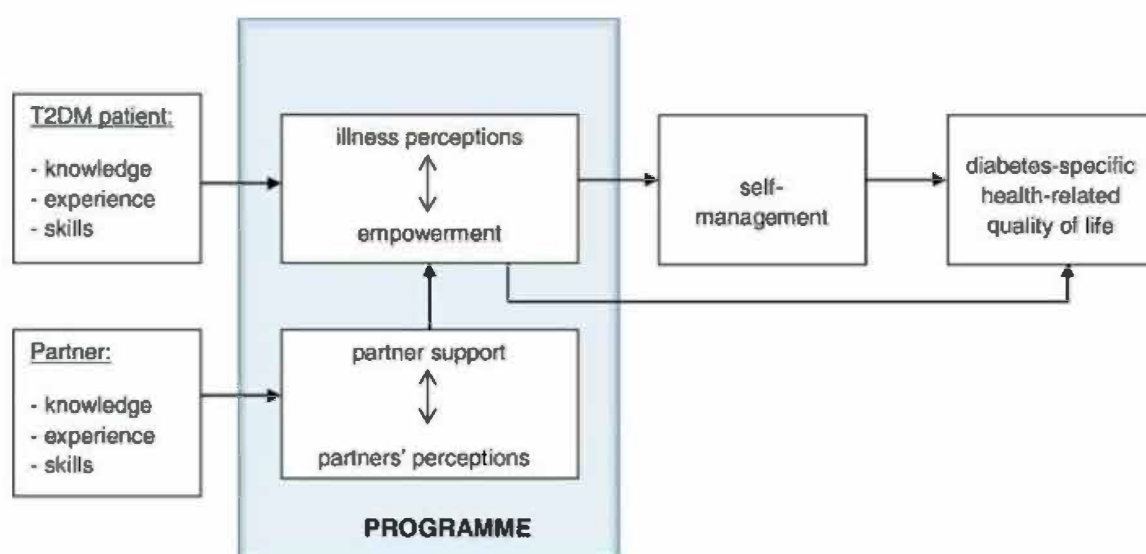 T2DM patient:
- knowledge
- experience
- skills
illness perceptions
empowerment
self-
management
diabetes-specific
health-related
quality of life
Partner:
- knowledge
- experience
- skills
partner support
partners' perceptions
PROGRAMME